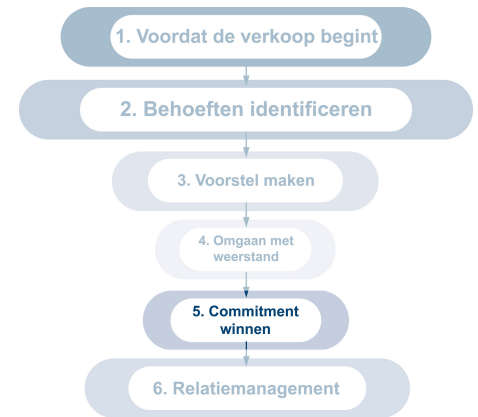 1. Voordat de verkoop begint
2. Behoeften identificeren
3. Voorstel maken
4. Omgaan met
weerstand
5. Commitment
winnen
6. Relatiemanagement